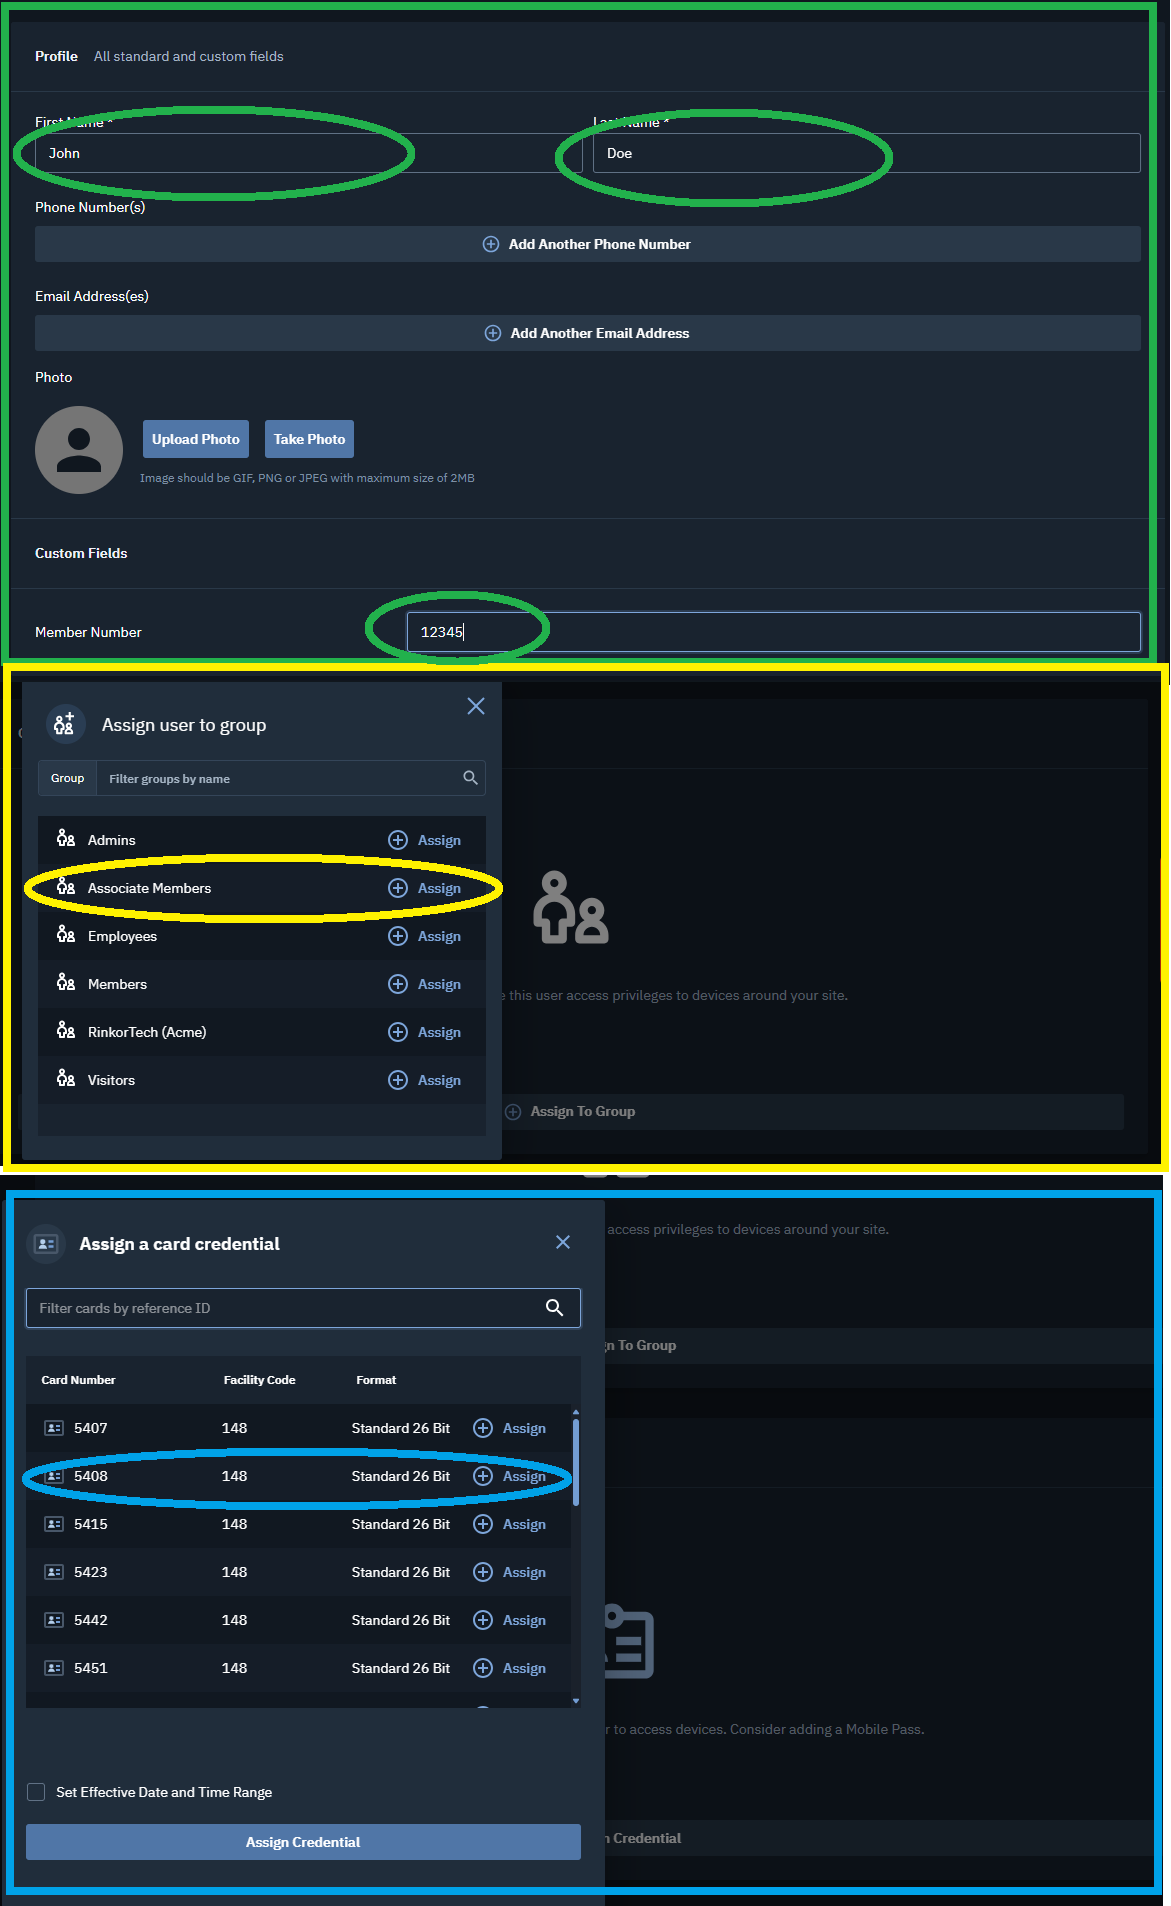 Profile All standard and custom fields
First Name * Last Name *
John Doe
Phone Number(s)
Add Another Phone Number
Email Address(es)
Add Another Email Address
Photo
Upload Photo Take Photo
Image should be GIF, PNG or JPEG with maximum size of 2MB
Custom Fields
Member Number 12345
Assign user to group
Group Filter groups by name
Admins Assign
Associate Members Assign
Employees Assign
Members Assign
this user access privileges to devices around your site.
RinkorTech (Acme) Assign
Visitors Assign
Assign To Group
access privileges to devices around your site.
Assign a card credential
Filter cards by reference ID
To Group
Card Number Facility Code Format
5407 148 Standard 26 Bit Assign
5408 148 Standard 26 Bit Assign
5415 148 Standard 26 Bit Assign
5423 148 Standard 26 Bit Assign
5442 148 Standard 26 Bit Assign
5451 148 Standard 26 Bit Assign
to access devices. Consider adding a Mobile Pass.
Set Effective Date and Time Range
Assign Credential
Credential